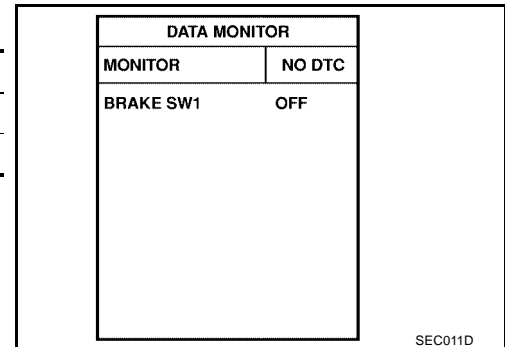 DATA MONITOR
MONITOR NO DTC
BRAKE SW1 OFF
SEC011D